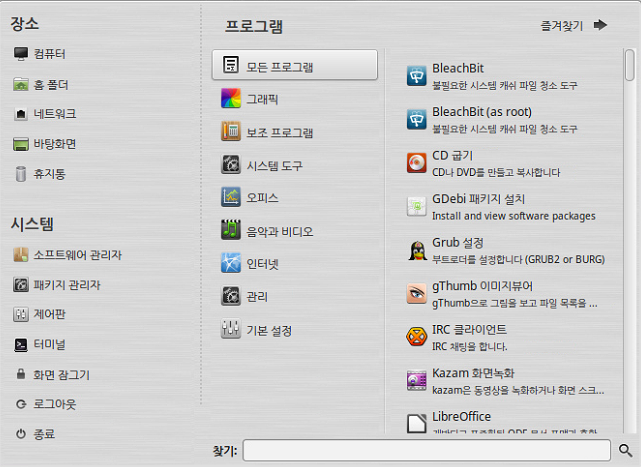 장소
컴퓨터
홈 폴더
네트워크
바탕화면
휴지통
시스템
소프트웨어 관리자
패키지 관리자
제어판
터미널
화면 잠그기
로그아웃
종료
프로그램
즐겨찾기
모든 프로그램
그래픽
보조 프로그램
시스템 도구
오피스
음악과 비디오
인터넷
관리
기본 설정
BleachBit
불필요한 시스템 캐쉬 파일 청소 도구
BleachBit (as root)
불필요한 시스템 캐쉬 파일 청소 도구
CD 굽기
CD나 DVD를 만들고 복사합니다
GDebi 패키지 설치
Install and view software packages
Grub 설정
부트로더를 설정합니다 (GRUB2 or BURG)
gThumb 이미지뷰어
gThumb으로 그림을 보고 파일 목록을 ...
IRC 클라이언트
IRC 채팅을 합니다.
Kazam 화면녹화
kazam은 동영상을 녹화하거나 화면 스크...
LibreOffice
찾기: